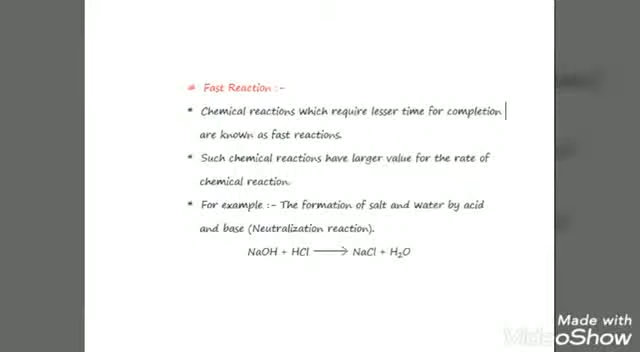 * Fast Reaction :-
* Chemical reactions which require lesser time for completion
are known as fast reactions.
* Such chemical reactions have larger value for the rate of
chemical reaction.
* For example :- The formation of salt and water by acid
and base (Neutralization reaction).
NaOH + HCl ⟶ NaCl + H₂O
Made with
VideoShow